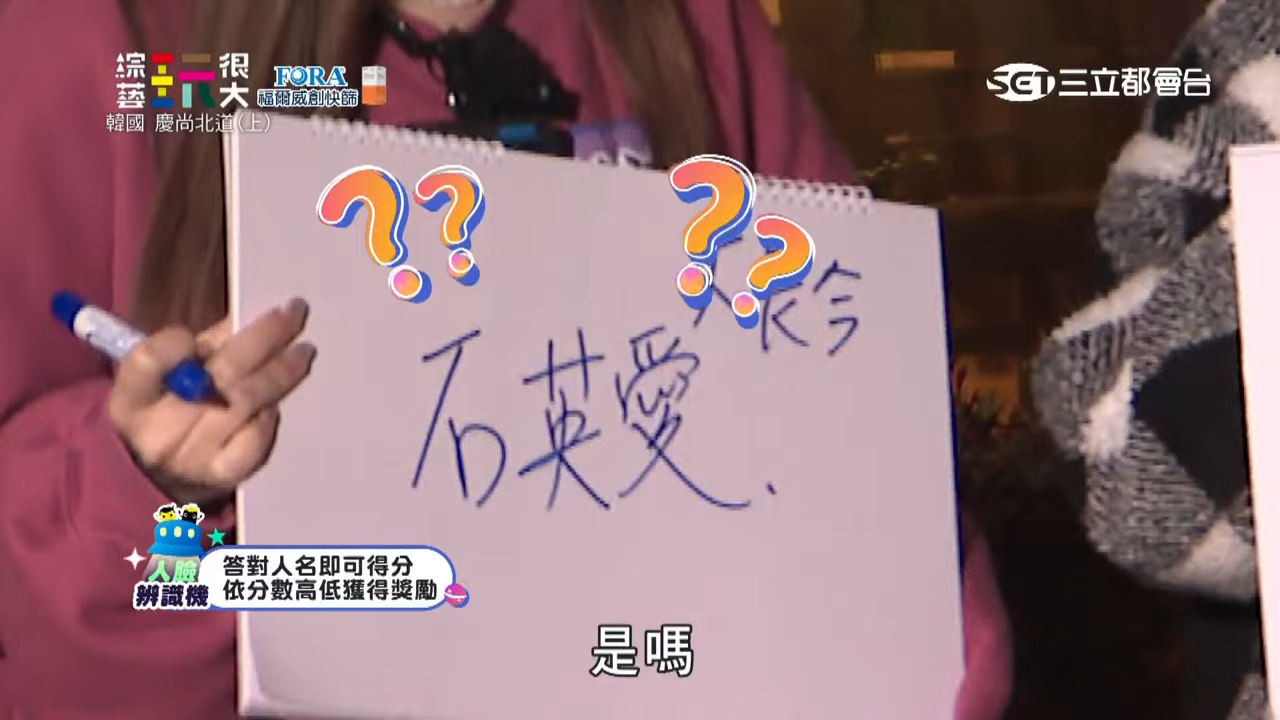 綜藝玩很大
FORA
福爾威創快篩
韓國 慶尚北道(上)
SET三立都會台
?? ??
長今
石英愛.
人臉
辨識機
答對人名即可得分
依分數高低獲得獎勵
是嗎